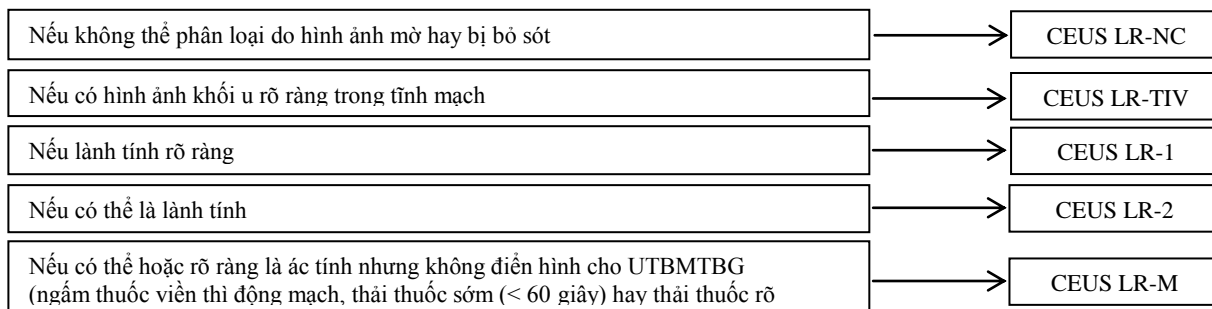 Nếu không thể phân loại do hình ảnh mờ hay bị bỏ sót
CEUS LR-NC
Nếu có hình ảnh khối u rõ ràng trong tĩnh mạch
CEUS LR-TIV
Nếu lành tính rõ ràng
CEUS LR-1
Nếu có thể là lành tính
CEUS LR-2
Nếu có thể hoặc rõ ràng là ác tính nhưng không điển hình cho UTBMTBG
(ngấm thuốc viền thì động mạch, thải thuốc sớm (< 60 giây) hay thải thuốc rõ
CEUS LR-M